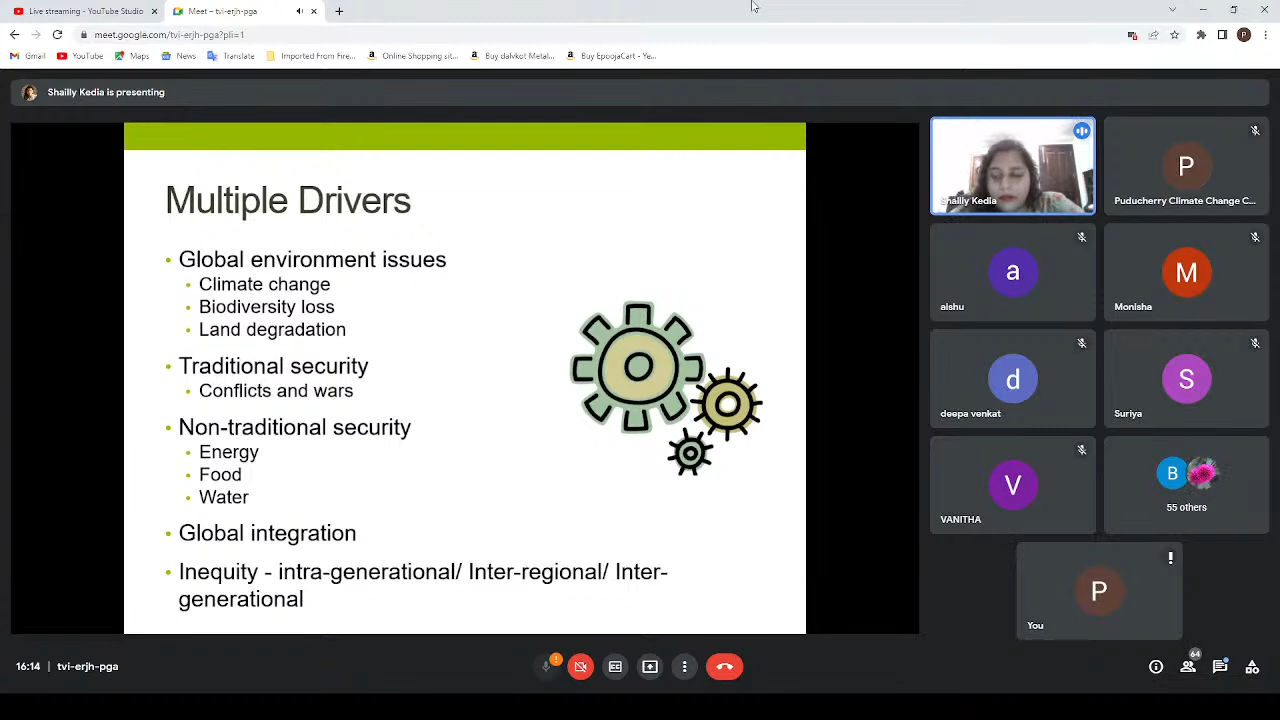 Live streaming - YouTube Studio
Meet – tvi-erjh-pga
meet.google.com/tvi-erjh-pga?pli=1
P
Gmail
YouTube
Maps
News
Translate
Imported From Fire...
Online Shopping sit...
Buy dalvkot Metal...
Buy EpoojaCart - Ye...
Shailly Kedia is presenting
Multiple Drivers
• Global environment issues
• Climate change
• Biodiversity loss
• Land degradation
• Traditional security
• Conflicts and wars
• Non-traditional security
• Energy
• Food
• Water
• Global integration
• Inequity - intra-generational/ Inter-regional/ Inter-
generational
Shailly Kedia
P
Puducherry Climate Change C...
a
aishu
M
Monisha
d
deepa venkat
S
Suriya
V
VANITHA
B
55 others
P
You
16:14 | tvi-erjh-pga
64